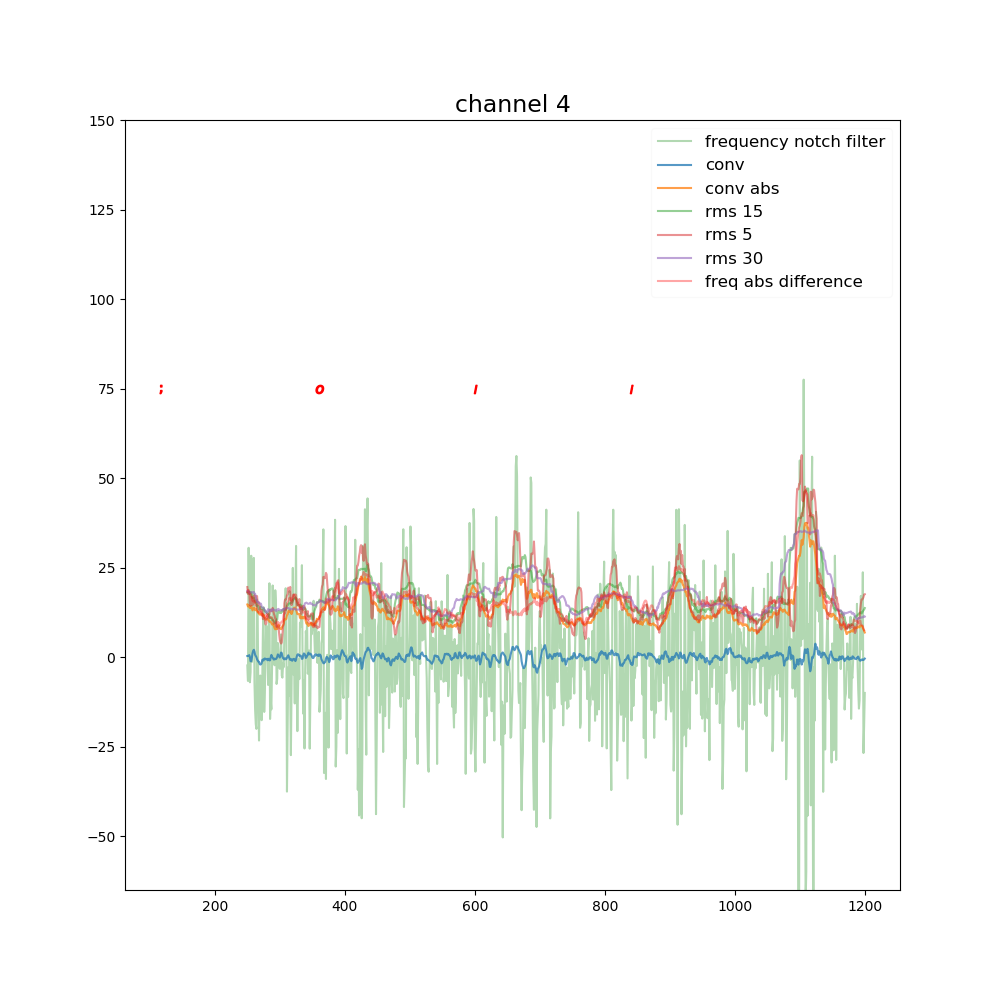 channel 4
150
125
100
75
50
25
0
−25
−50
200 400 600 800 1000 1200
frequency notch filter
conv
conv abs
rms 15
rms 5
rms 30
freq abs difference
; o